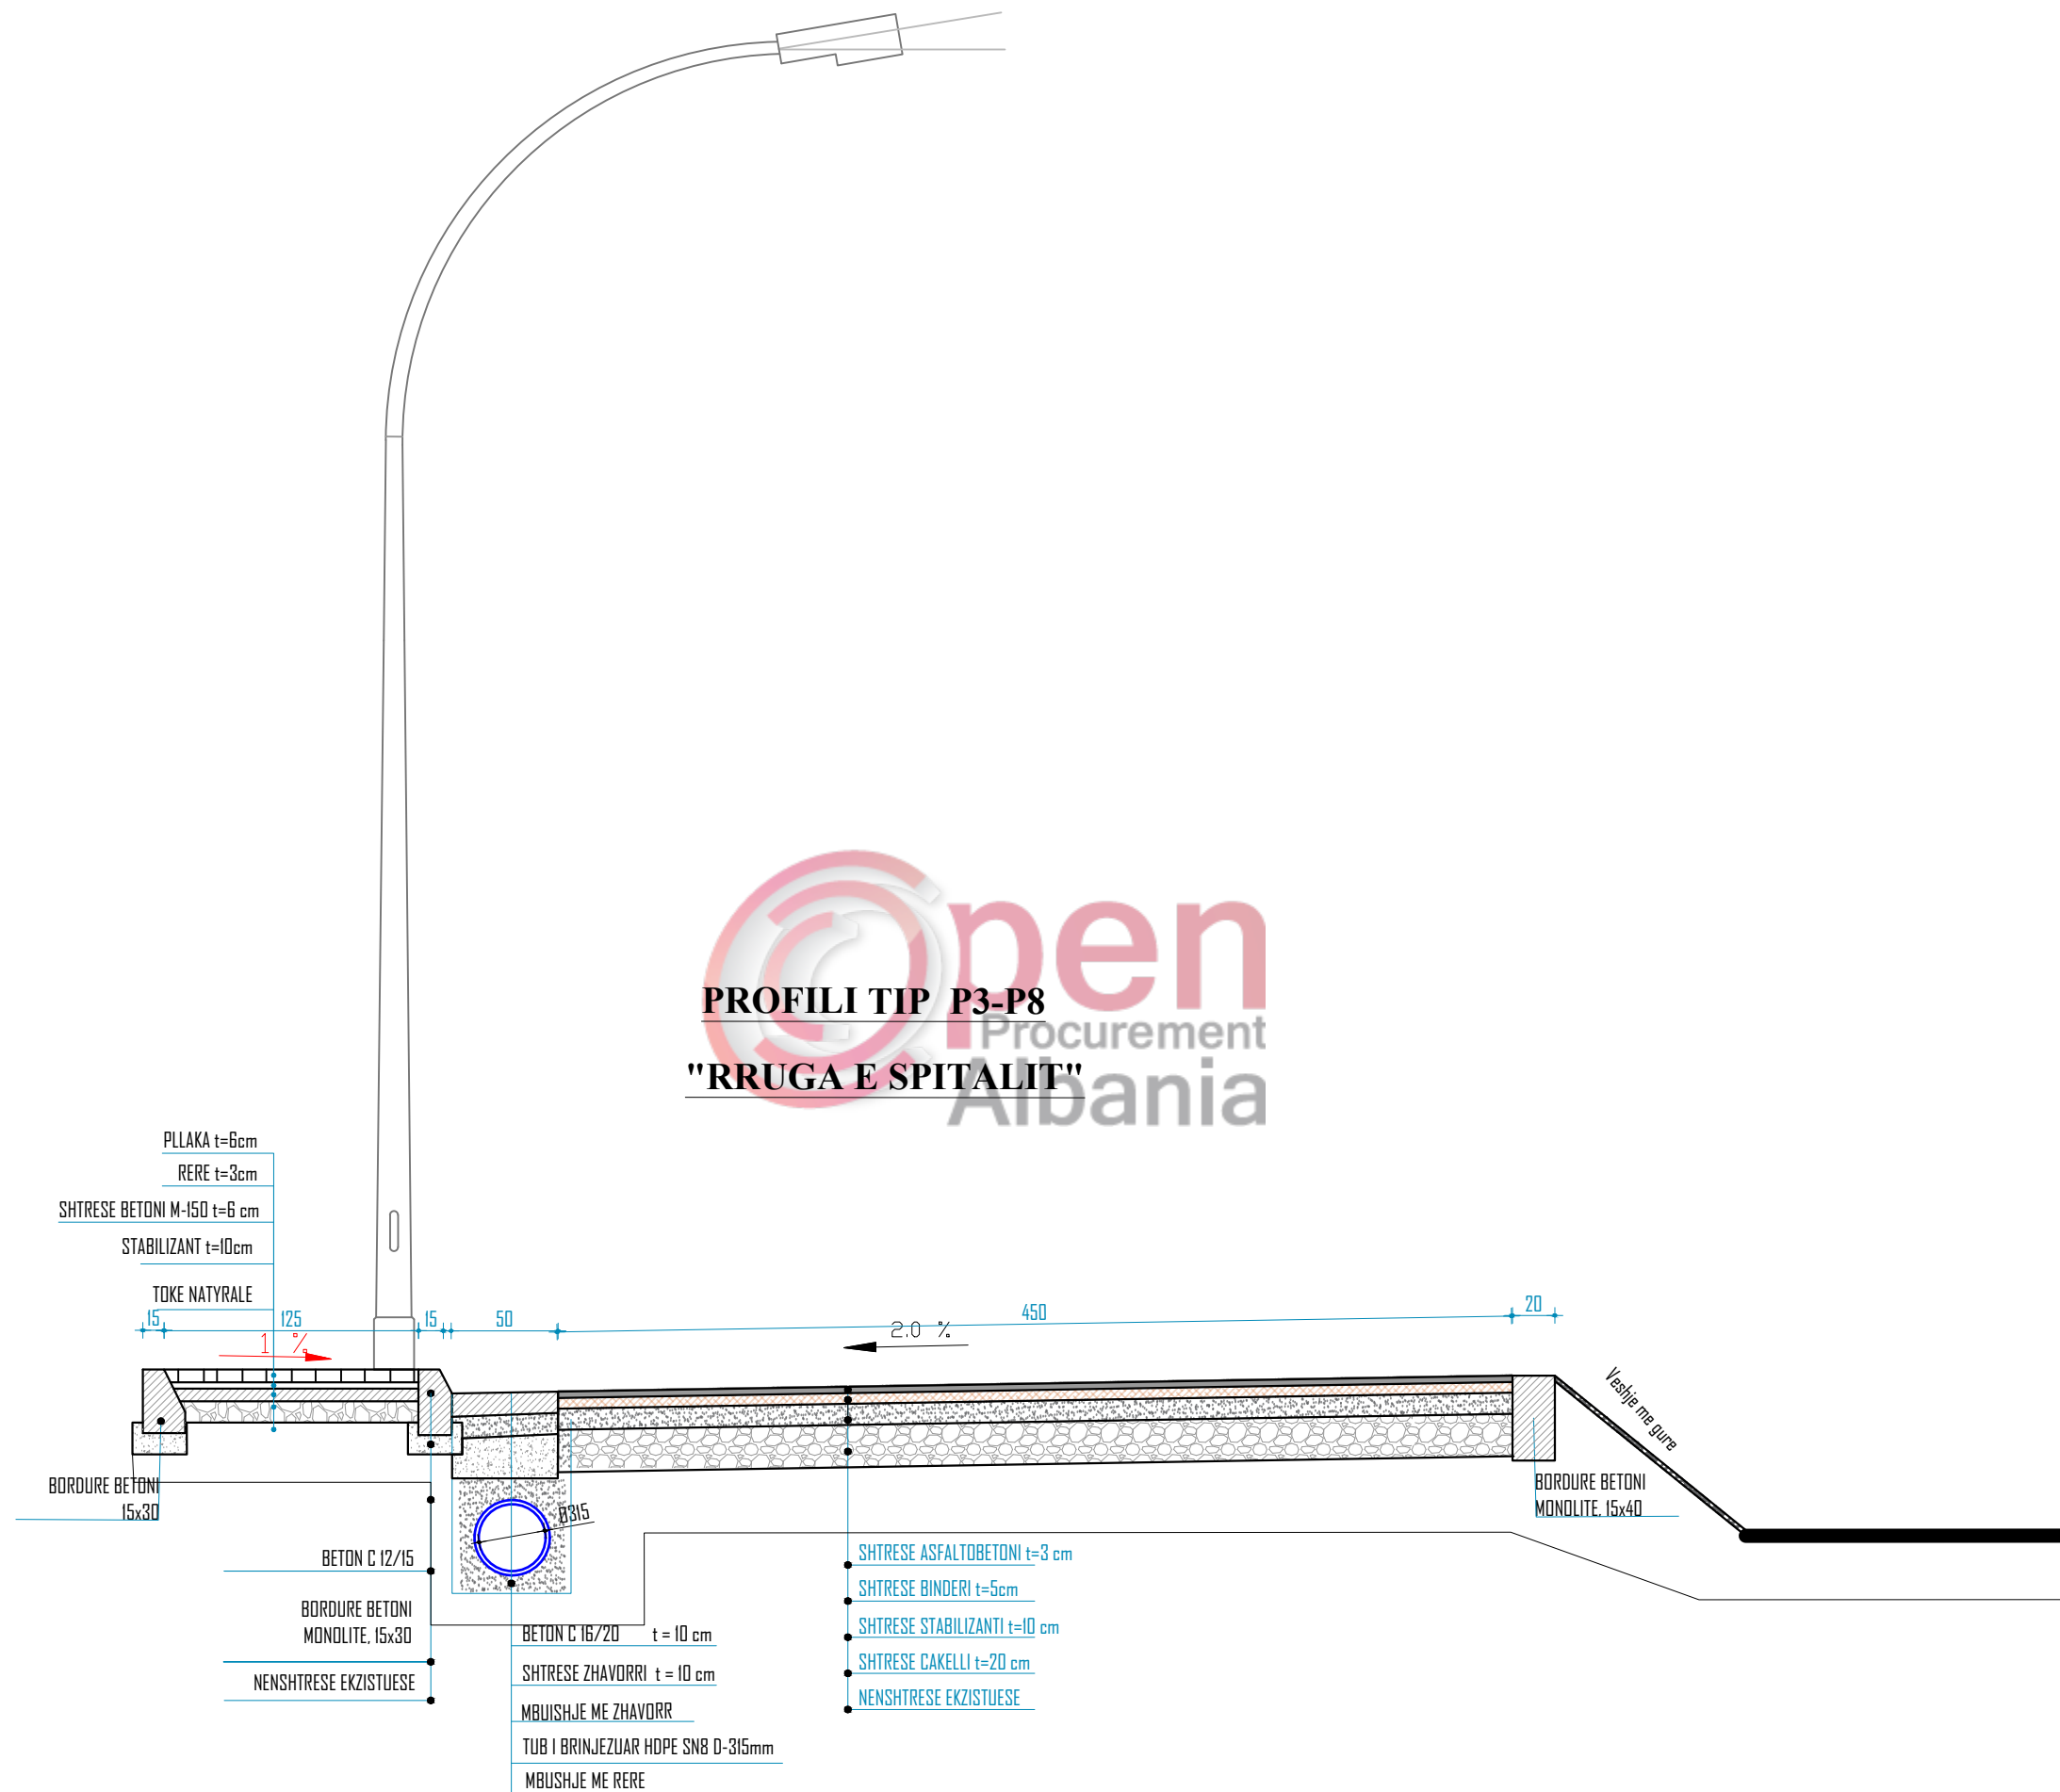 PROFILI TIP P3-P8
"RRUGA E SPITALIT"
Open
Procurement
Albania
PLLAKA t=6cm
RERE t=3cm
SHTRESE BETONI M-150 t=6 cm
STABILIZANT t=10cm
TOKE NATYRALE
15
125
15
50
450
20
1 %
2.0 %
Veshje me gure
BORDURE BETONI
15x30
BORDURE BETONI
MONOLITE, 15x40
Ø315
BETON C 12/15
BORDURE BETONI
MONOLITE, 15x30
NENSHTRESE EKZISTUESE
BETON C 16/20 t = 10 cm
SHTRESE ZHAVORRI t = 10 cm
MBUISHJE ME ZHAVORR
TUB I BRINJEZUAR HDPE SN8 D-315mm
MBUSHJE ME RERE
SHTRESE ASFALTOBETONI t=3 cm
SHTRESE BINDERI t=5cm
SHTRESE STABILIZANTI t=10 cm
SHTRESE CAKELLI t=20 cm
NENSHTRESE EKZISTUESE